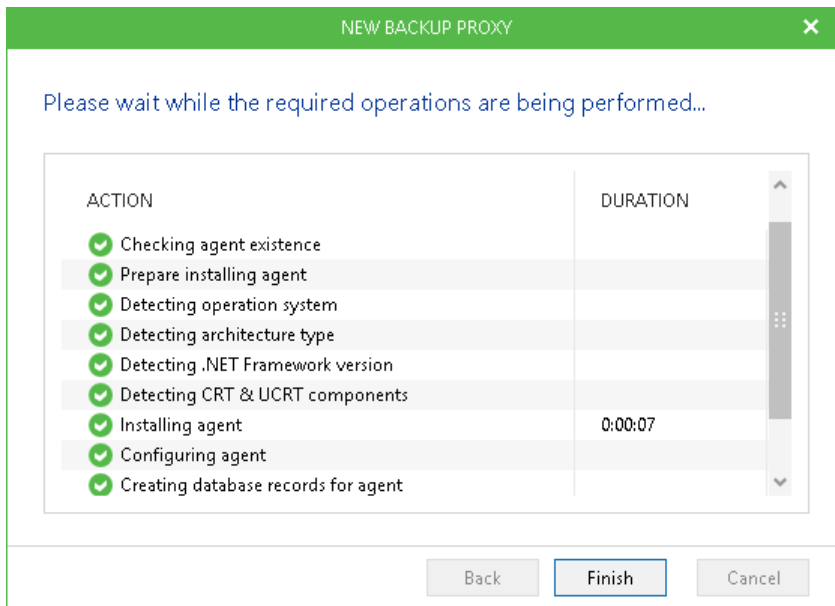 NEW BACKUP PROXY
Please wait while the required operations are being performed...
ACTION DURATION
Checking agent existence
Prepare installing agent
Detecting operation system
Detecting architecture type
Detecting .NET Framework version
Detecting CRT & UCRT components
Installing agent 0:00:07
Configuring agent
Creating database records for agent
Back Finish Cancel